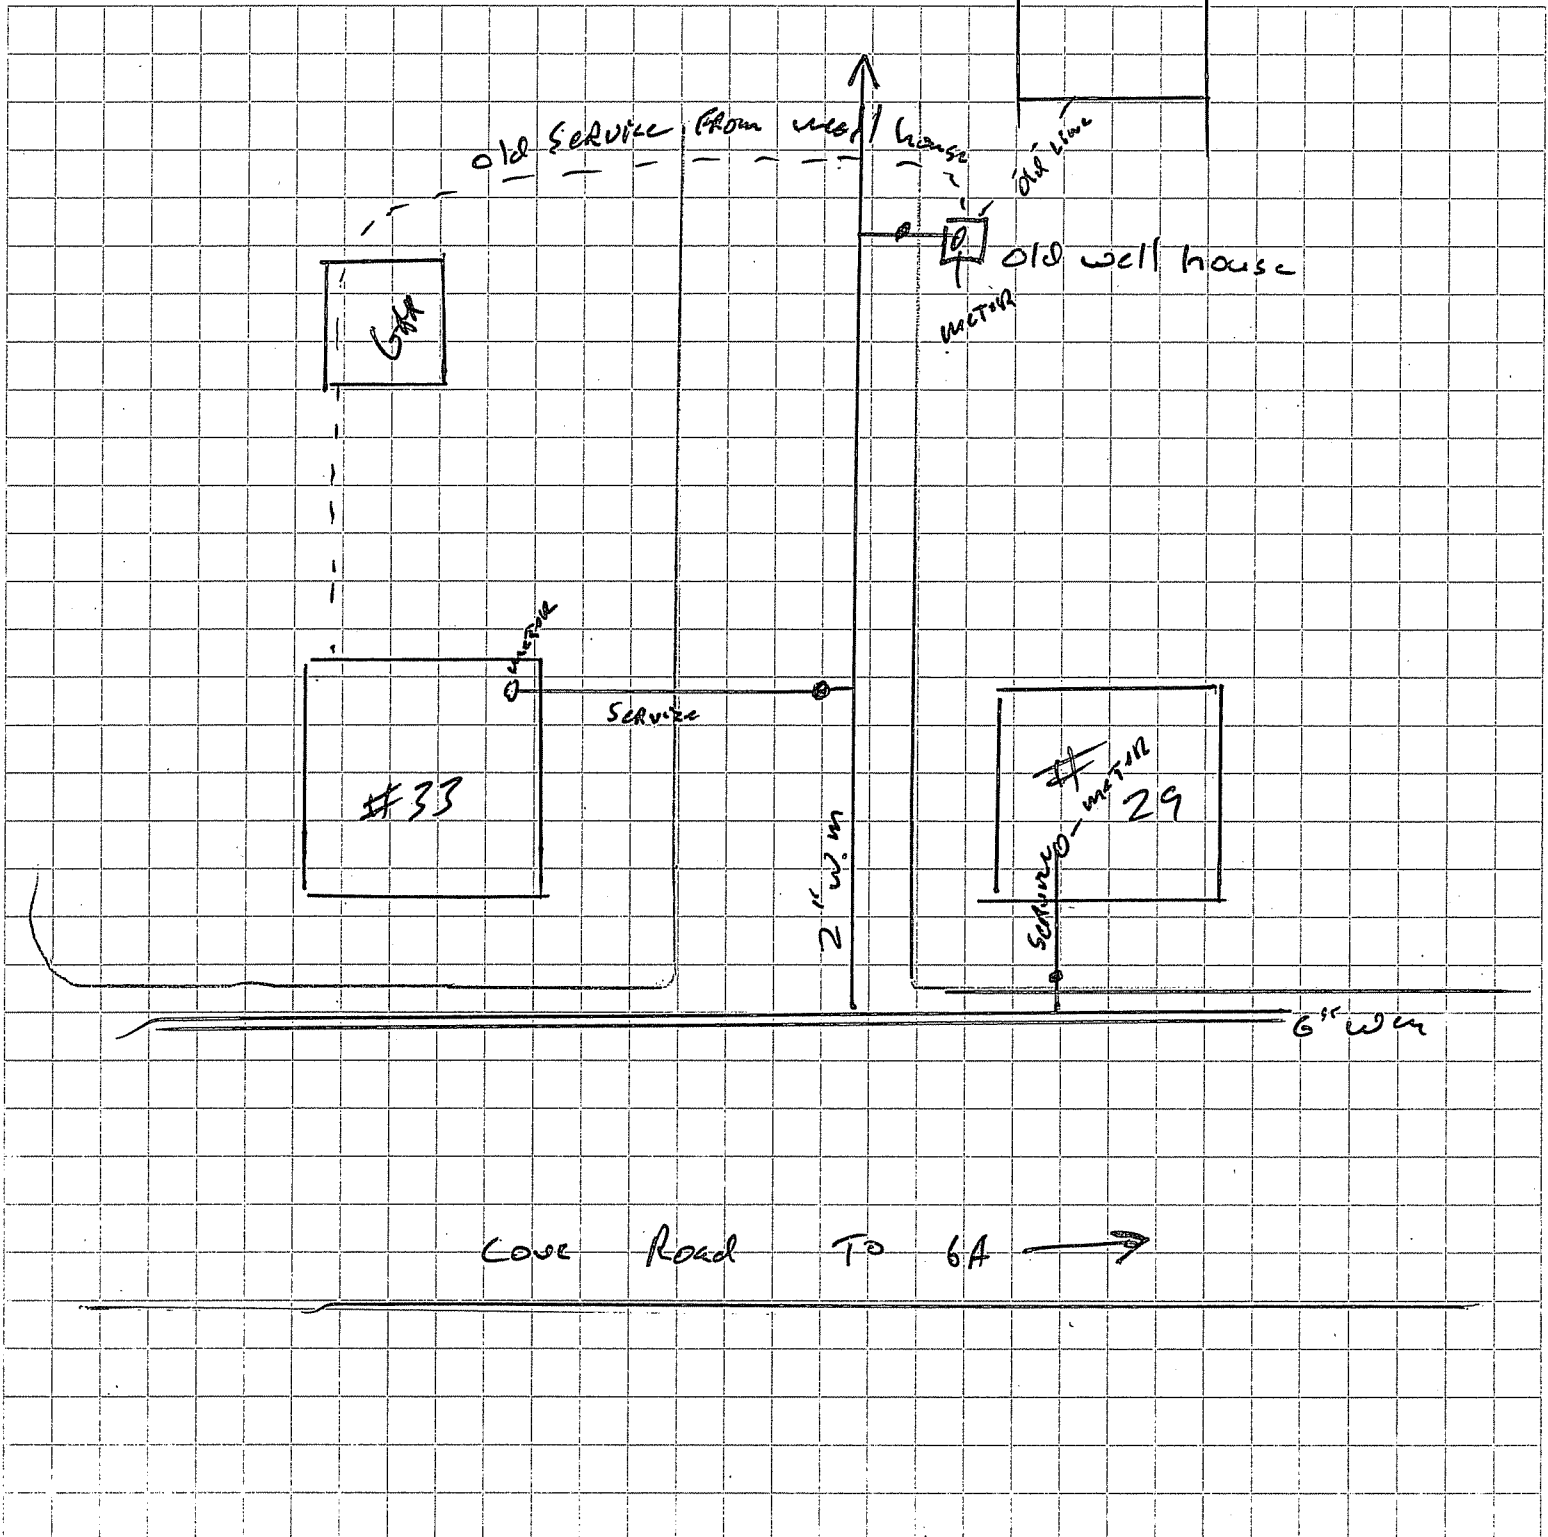 old Service From well house
old line
old well house
meter
GAR
meter
Service
#33
# 29
meter
Service
2" w.m
6" wm
Cove Road To 6A